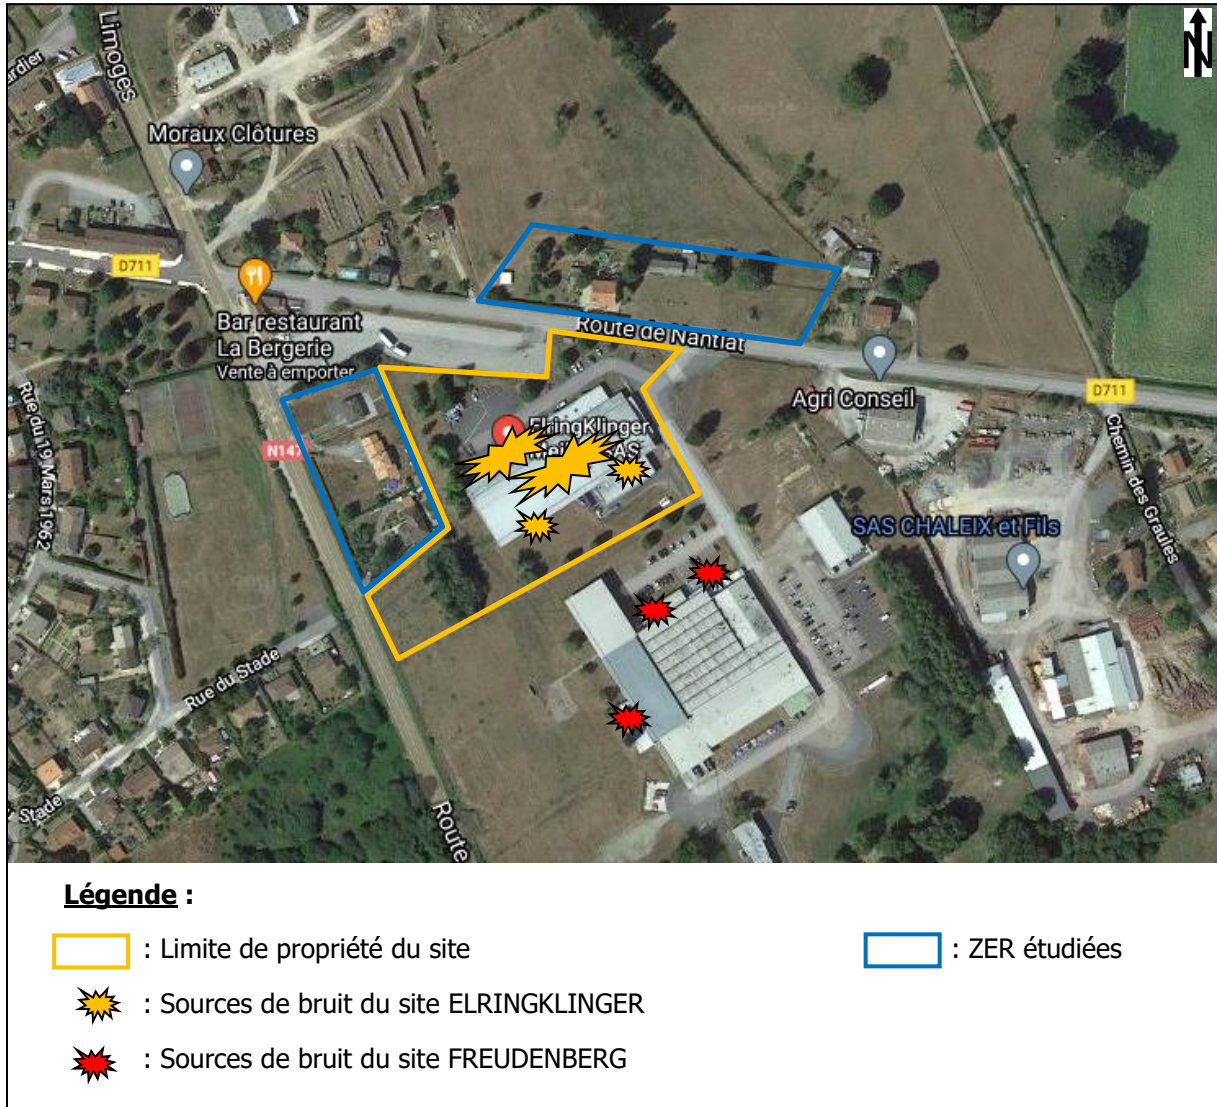 Limoges
N
Moraux Clôtures
D711
Bar restaurant
La Bergerie
Vente à emporter
Route de Nantiat
Agri Conseil
D711
Chemin des Graules
Rue du 19 Mars 1962
N147
ElringKlinger
SAS
SAS CHALEIX et Fils
Rue du Stade
Stade
Route
Légende :
: Limite de propriété du site
: ZER étudiées
: Sources de bruit du site ELRINGKLINGER
: Sources de bruit du site FREUDENBERG